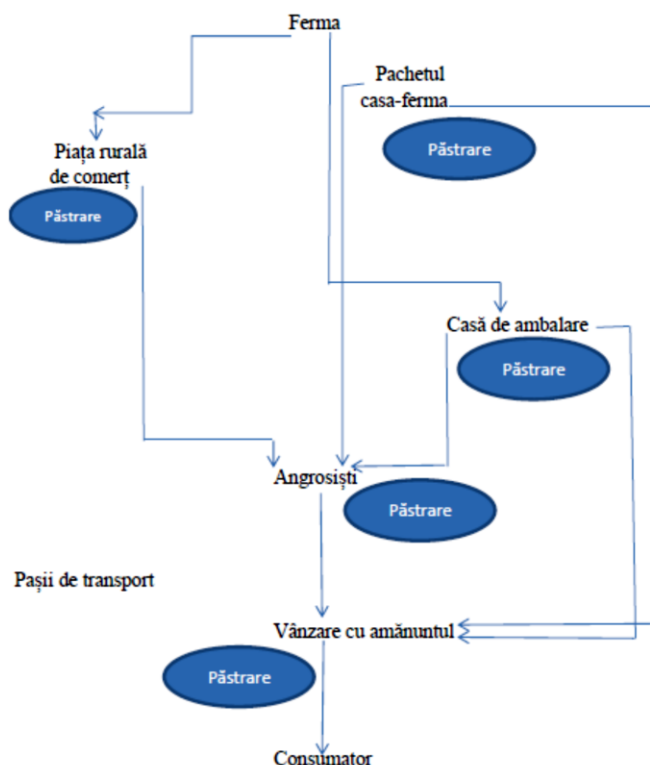 Ferma
Pachetul
casa-ferma
Păstrare
Piața rurală
de comerț
Păstrare
Casă de ambalare
Păstrare
Angrosiști
Păstrare
Pașii de transport
Vânzare cu amănuntul
Păstrare
Consumator